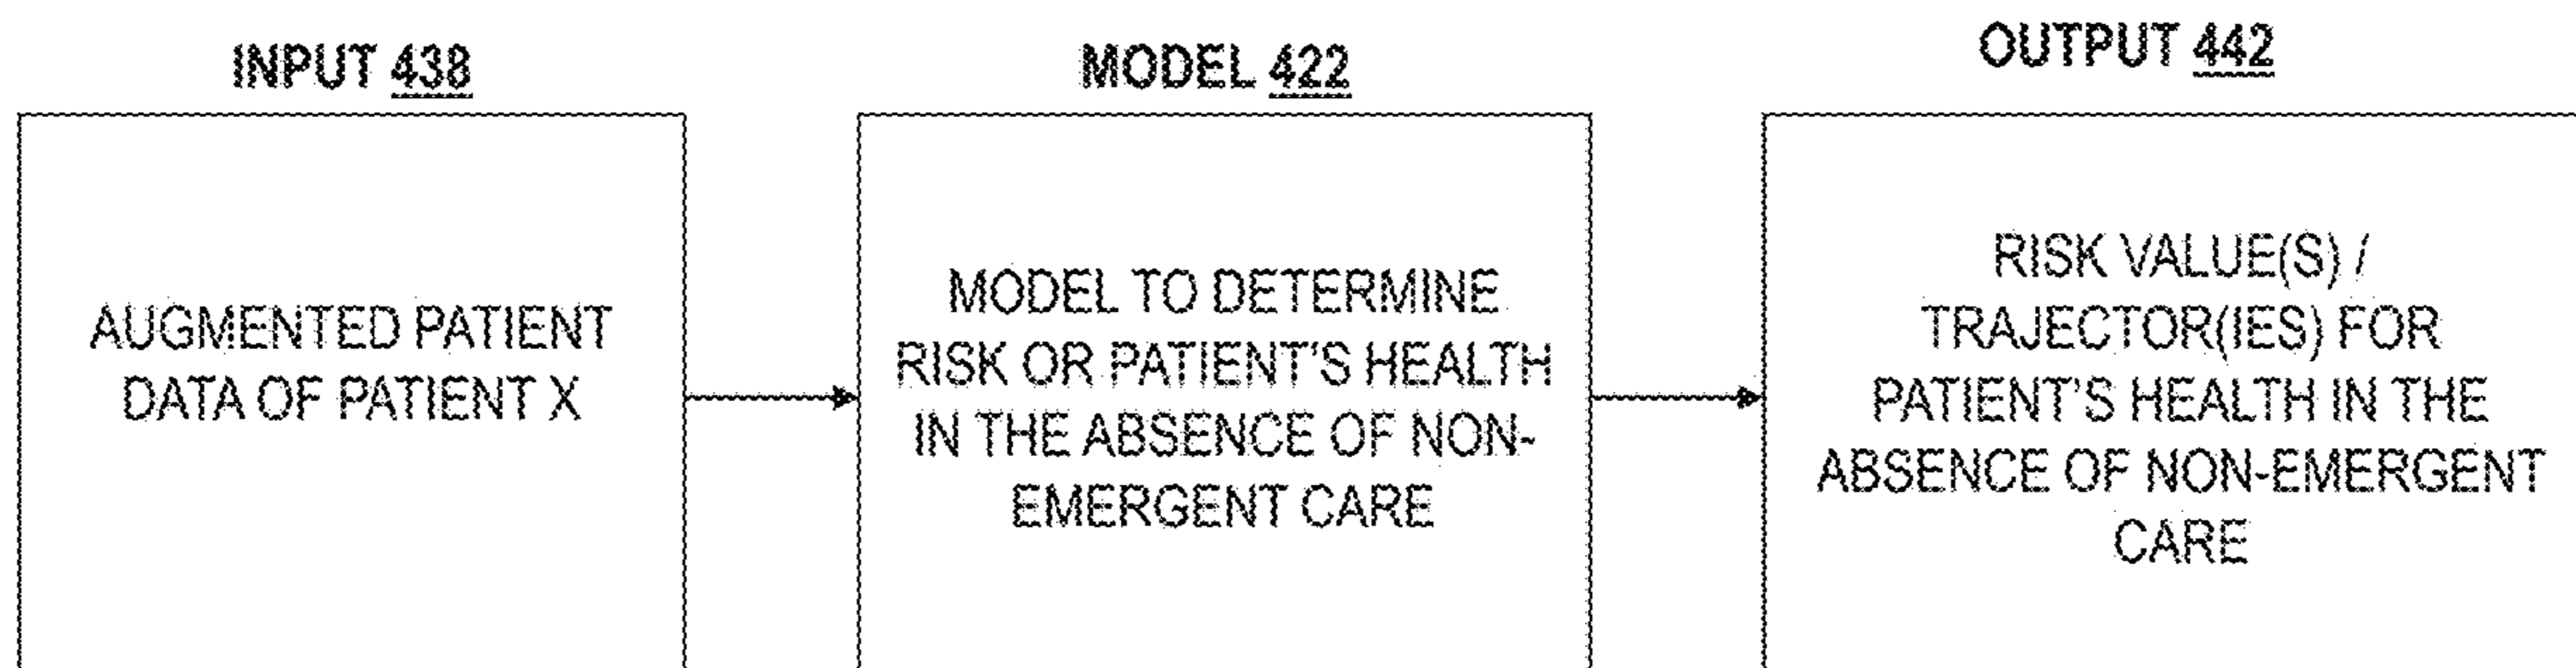 INPUT 438
AUGMENTED PATIENT
DATA OF PATIENT X
MODEL 422
MODEL TO DETERMINE
RISK OR PATIENT'S HEALTH
IN THE ABSENCE OF NON-
EMERGENT CARE
OUTPUT 442
RISK VALUE(S) /
TRAJECTOR(IES) FOR
PATIENT'S HEALTH IN THE
ABSENCE OF NON-EMERGENT
CARE